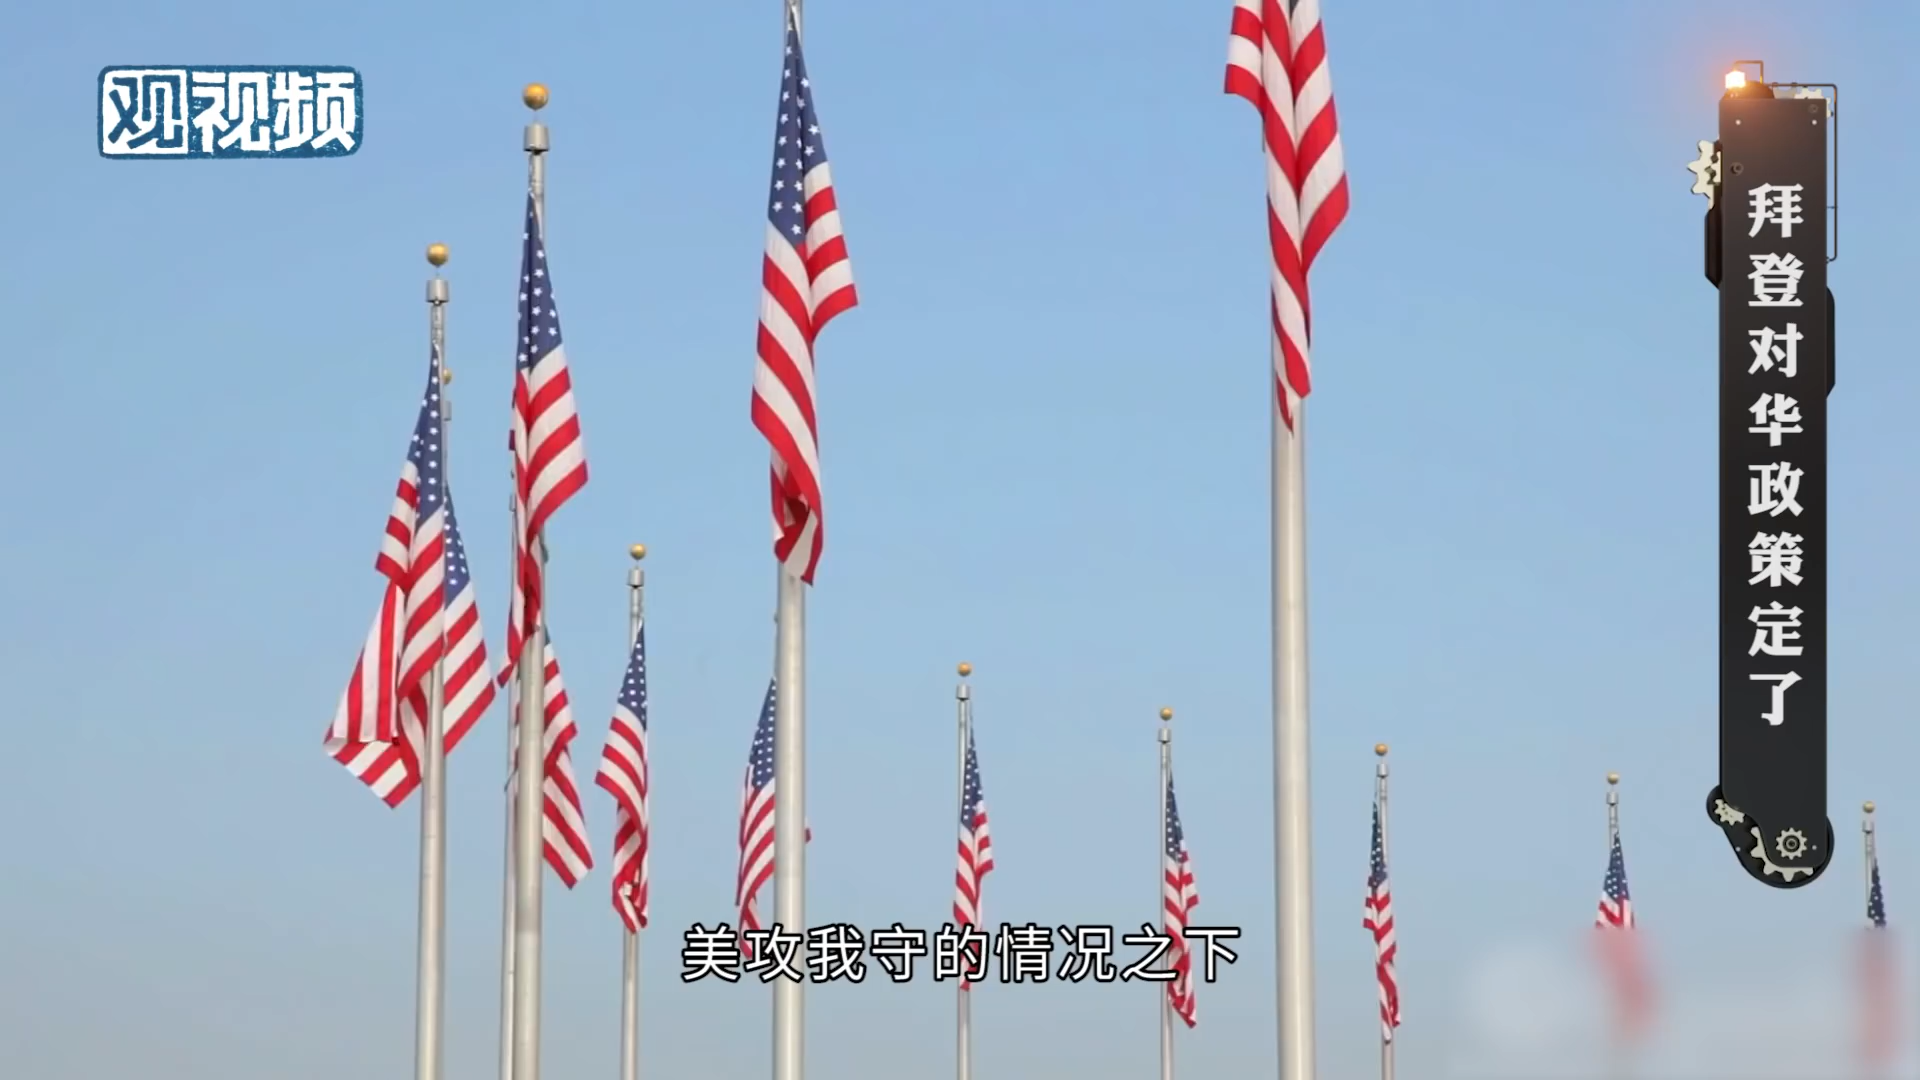 观视频
拜登对华政策定了
美攻我守的情况之下